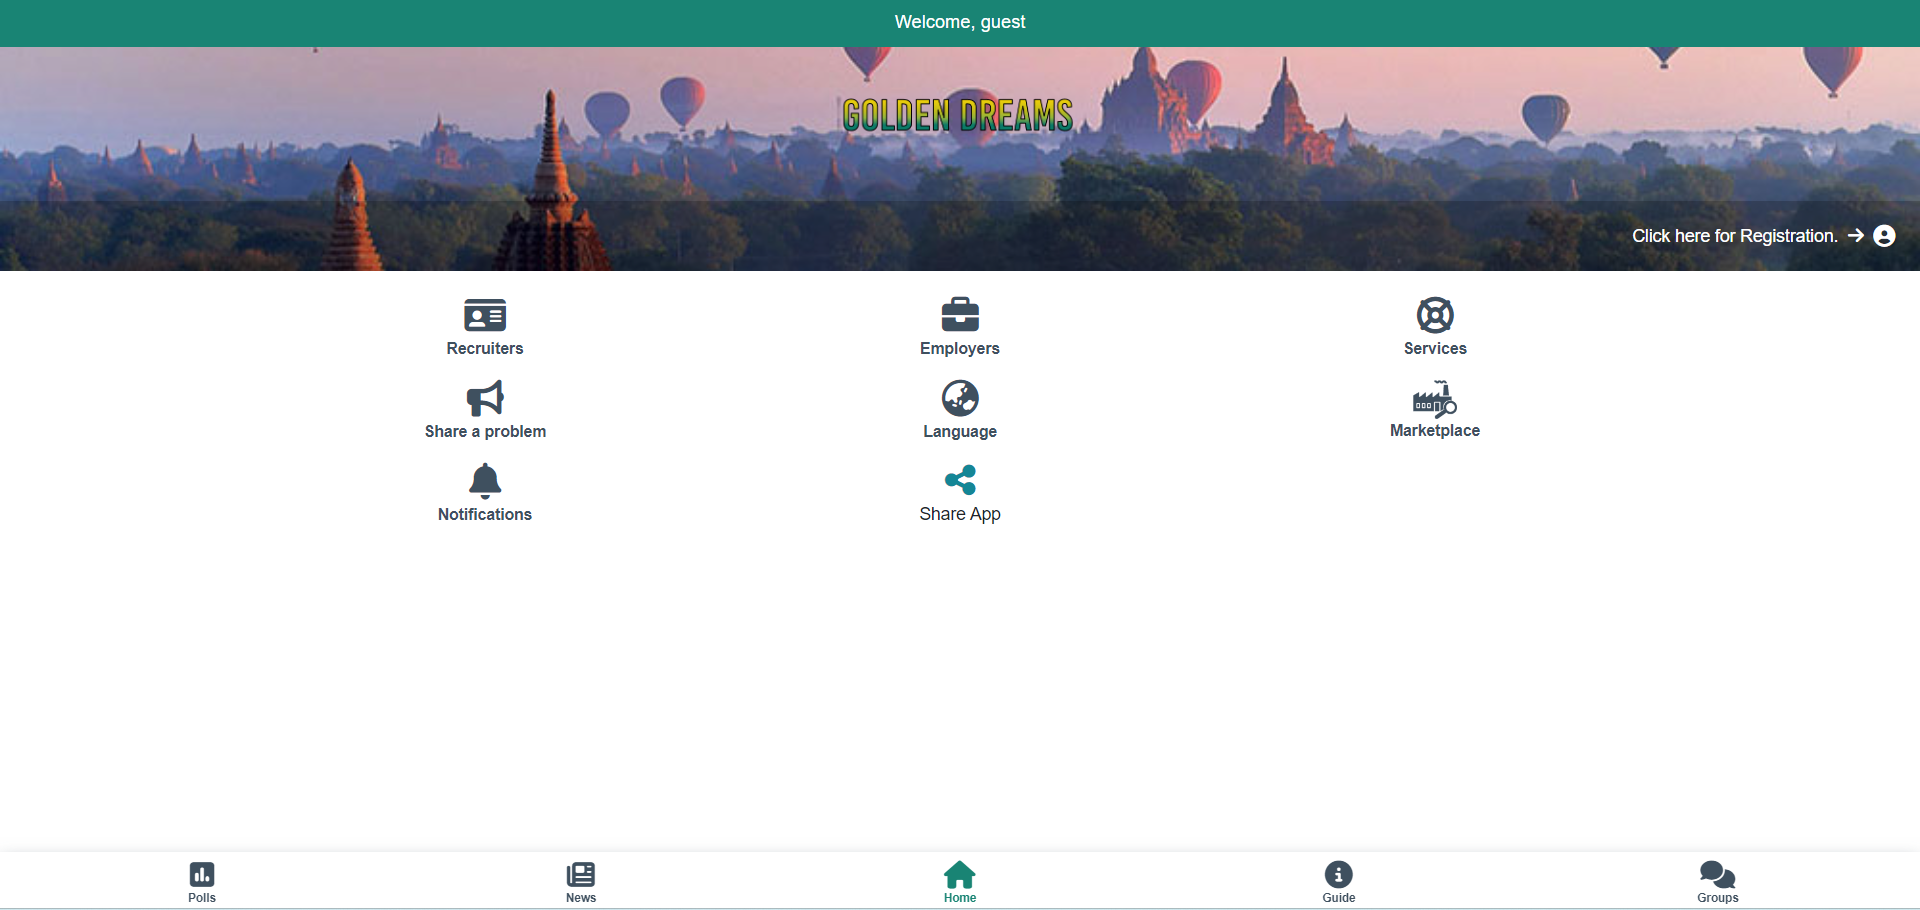 Welcome, guest
GOLDEN DREAMS
Click here for Registration.
Recruiters
Employers
Services
Share a problem
Language
Marketplace
Notifications
Share App
Polls
News
Home
Guide
Groups